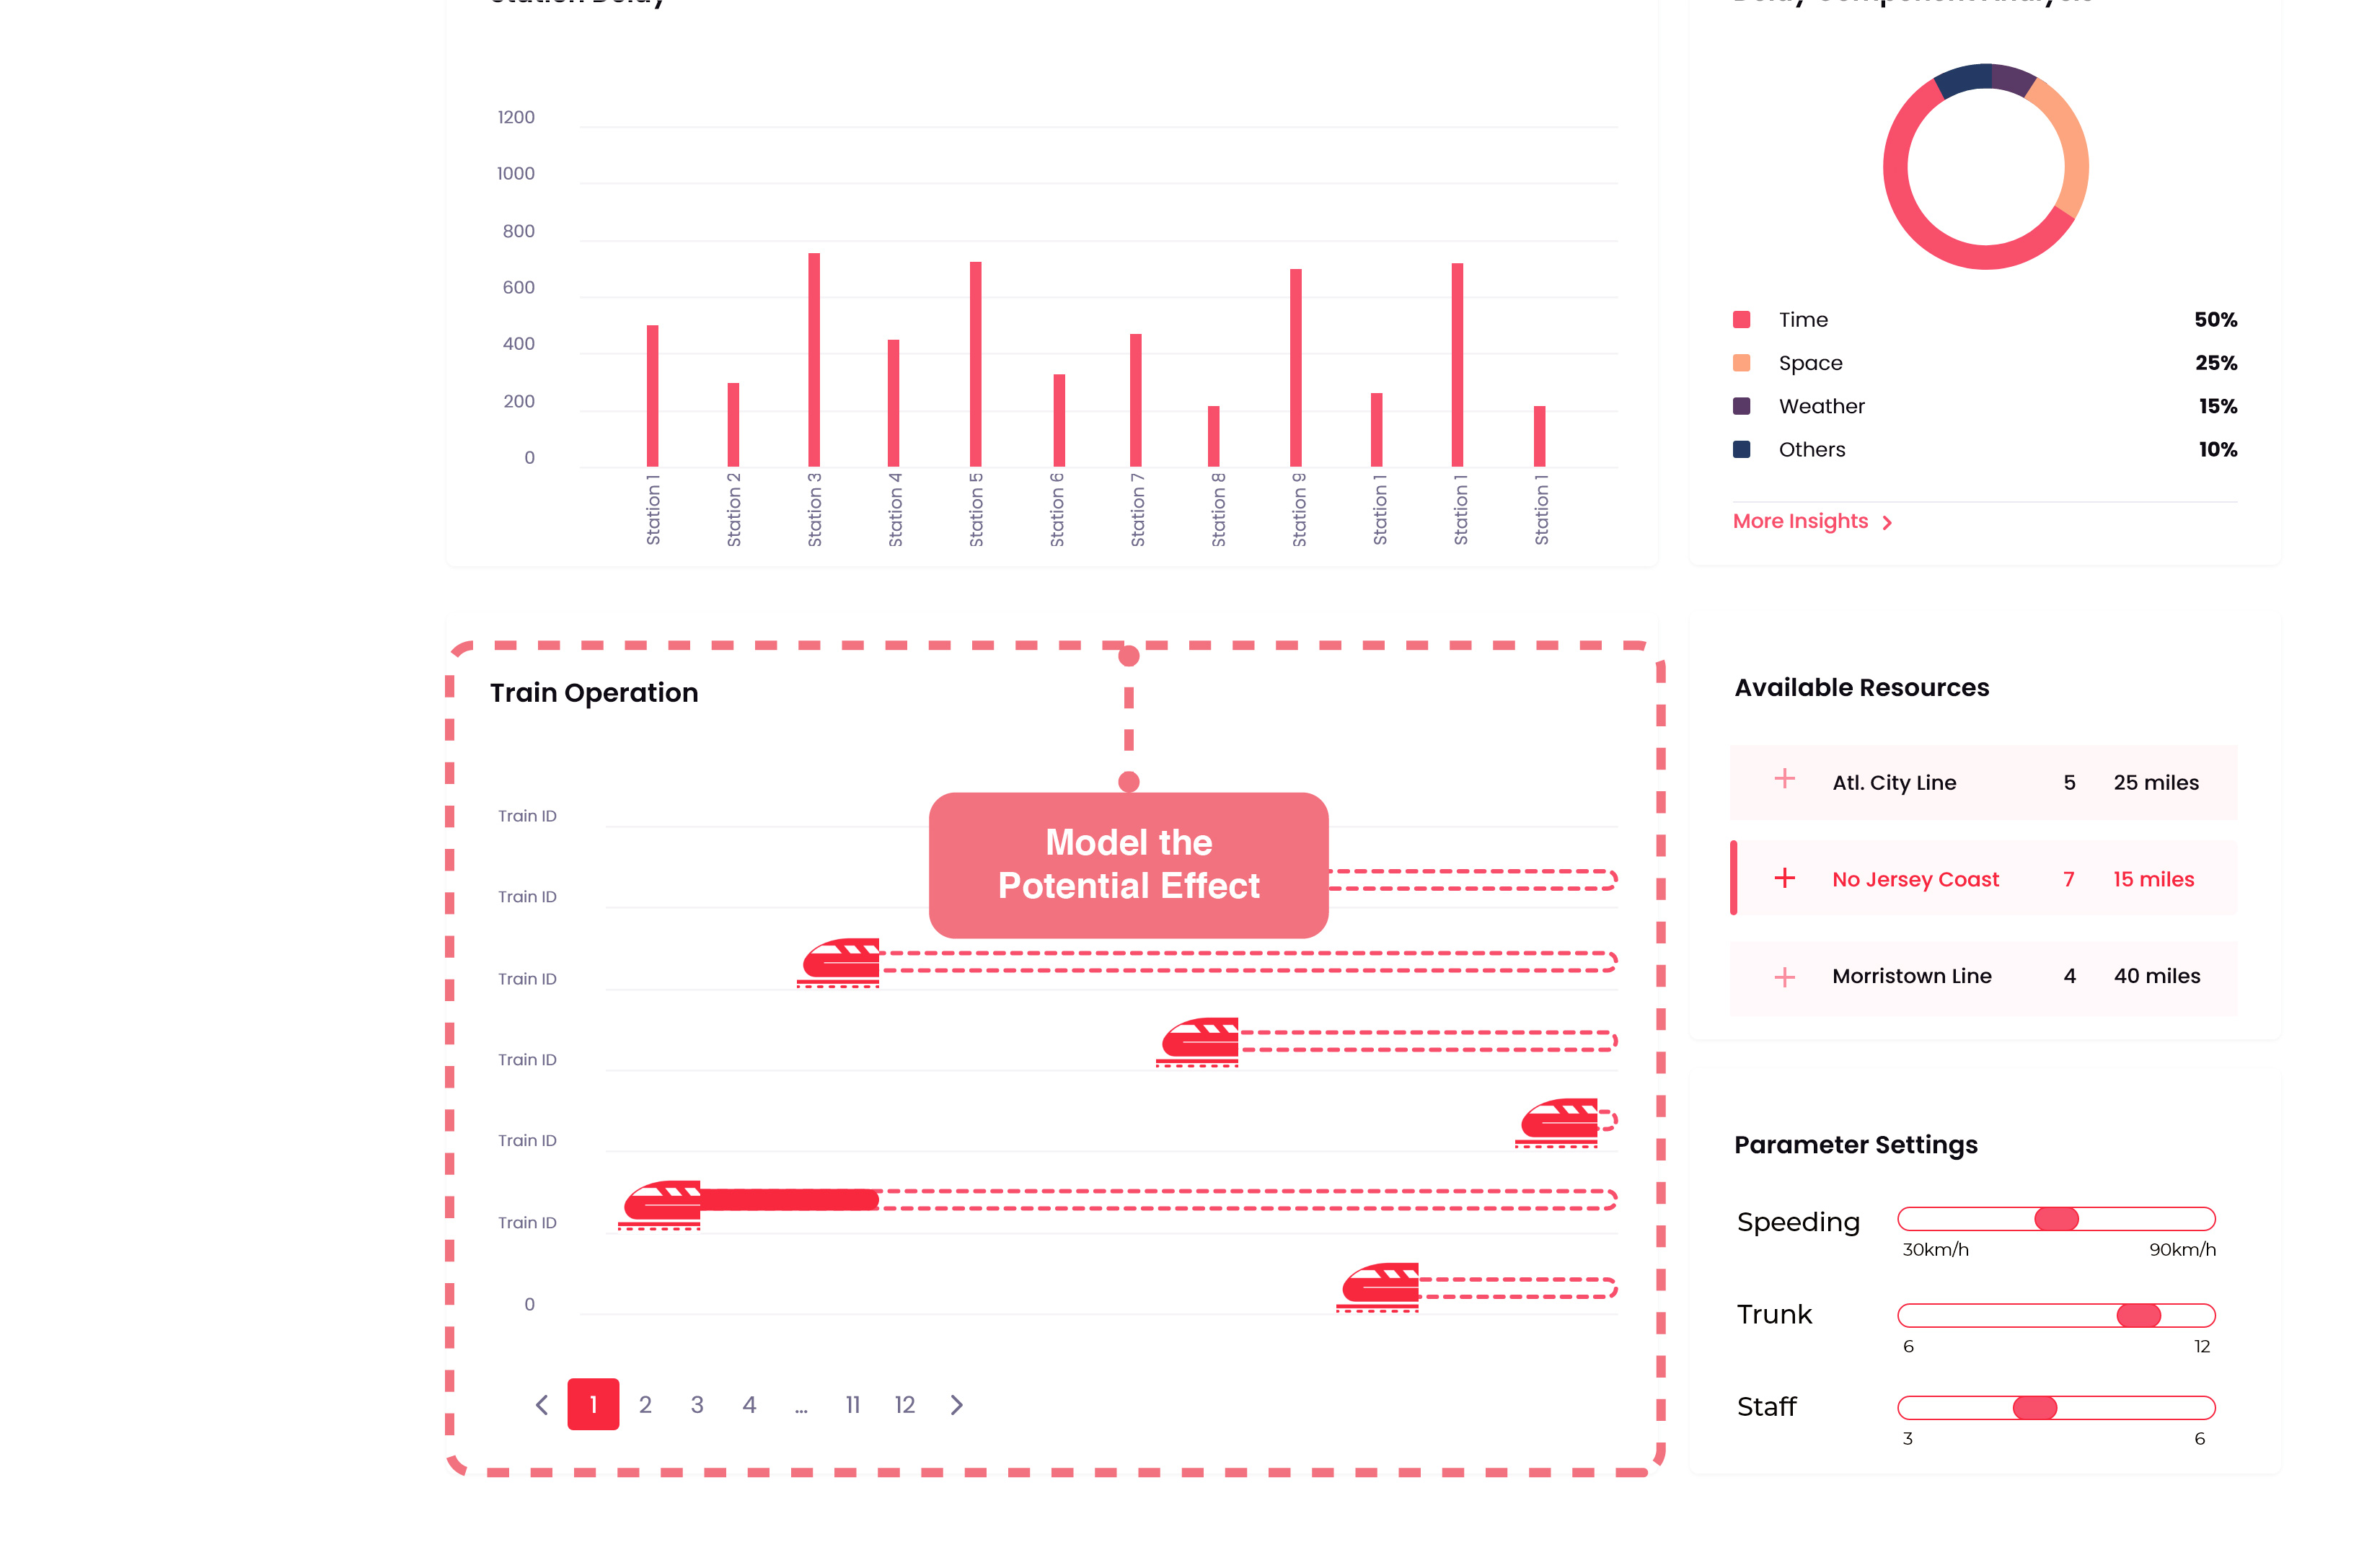 Station Delay
1200
1000
800
600
400
200
0
Station 1
Station 2
Station 3
Station 4
Station 5
Station 6
Station 7
Station 8
Station 9
Station 1
Station 1
Station 1
Delay Component Analysis
Time 50%
Space 25%
Weather 15%
Others 10%
More Insights
Train Operation
Model the
Potential Effect
Train ID
Train ID
Train ID
Train ID
Train ID
Train ID
0
1 2 3 4 ... 11 12
Available Resources
Atl. City Line 5 25 miles
No Jersey Coast 7 15 miles
Morristown Line 4 40 miles
Parameter Settings
Speeding
30km/h 90km/h
Trunk
6 12
Staff
3 6